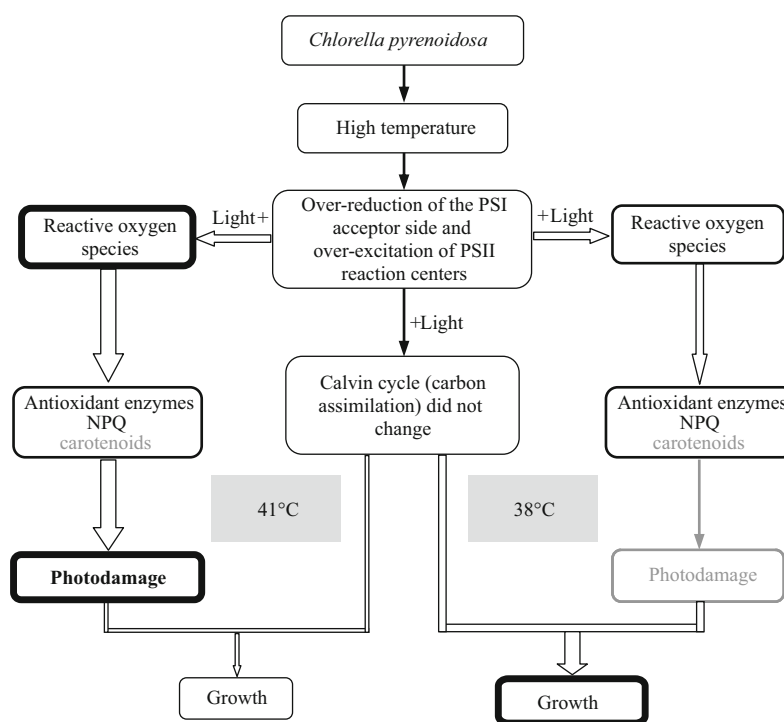 Chlorella pyrenoidosa
High temperature
Over-reduction of the PSI
acceptor side and
over-excitation of PSII
reaction centers
Light+
+Light
Reactive oxygen
species
Reactive oxygen
species
+Light
Calvin cycle (carbon
assimilation) did not
change
Antioxidant enzymes
NPQ
carotenoids
Antioxidant enzymes
NPQ
carotenoids
41°C
38°C
Photodamage
Photodamage
Growth
Growth